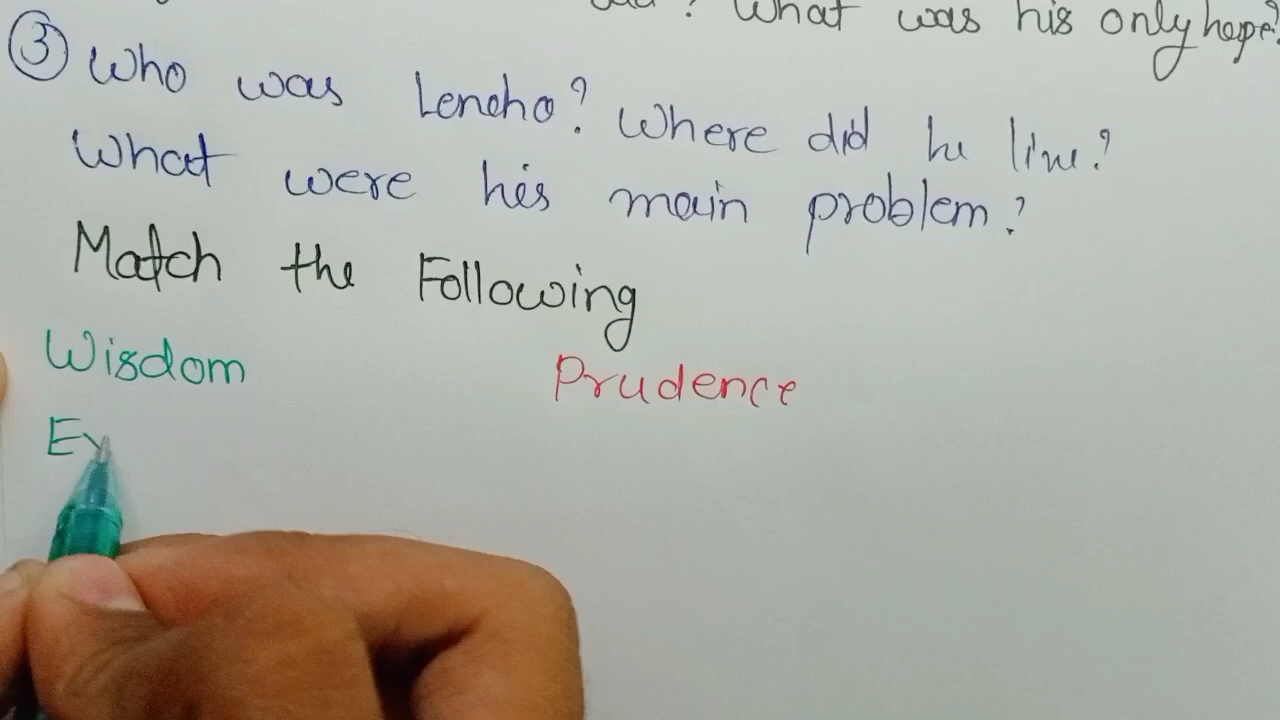 What was his only hope?
③ Who was Lencho? Where did he live?
What were his main problem?
Match the Following
Wisdom Prudence
Ex